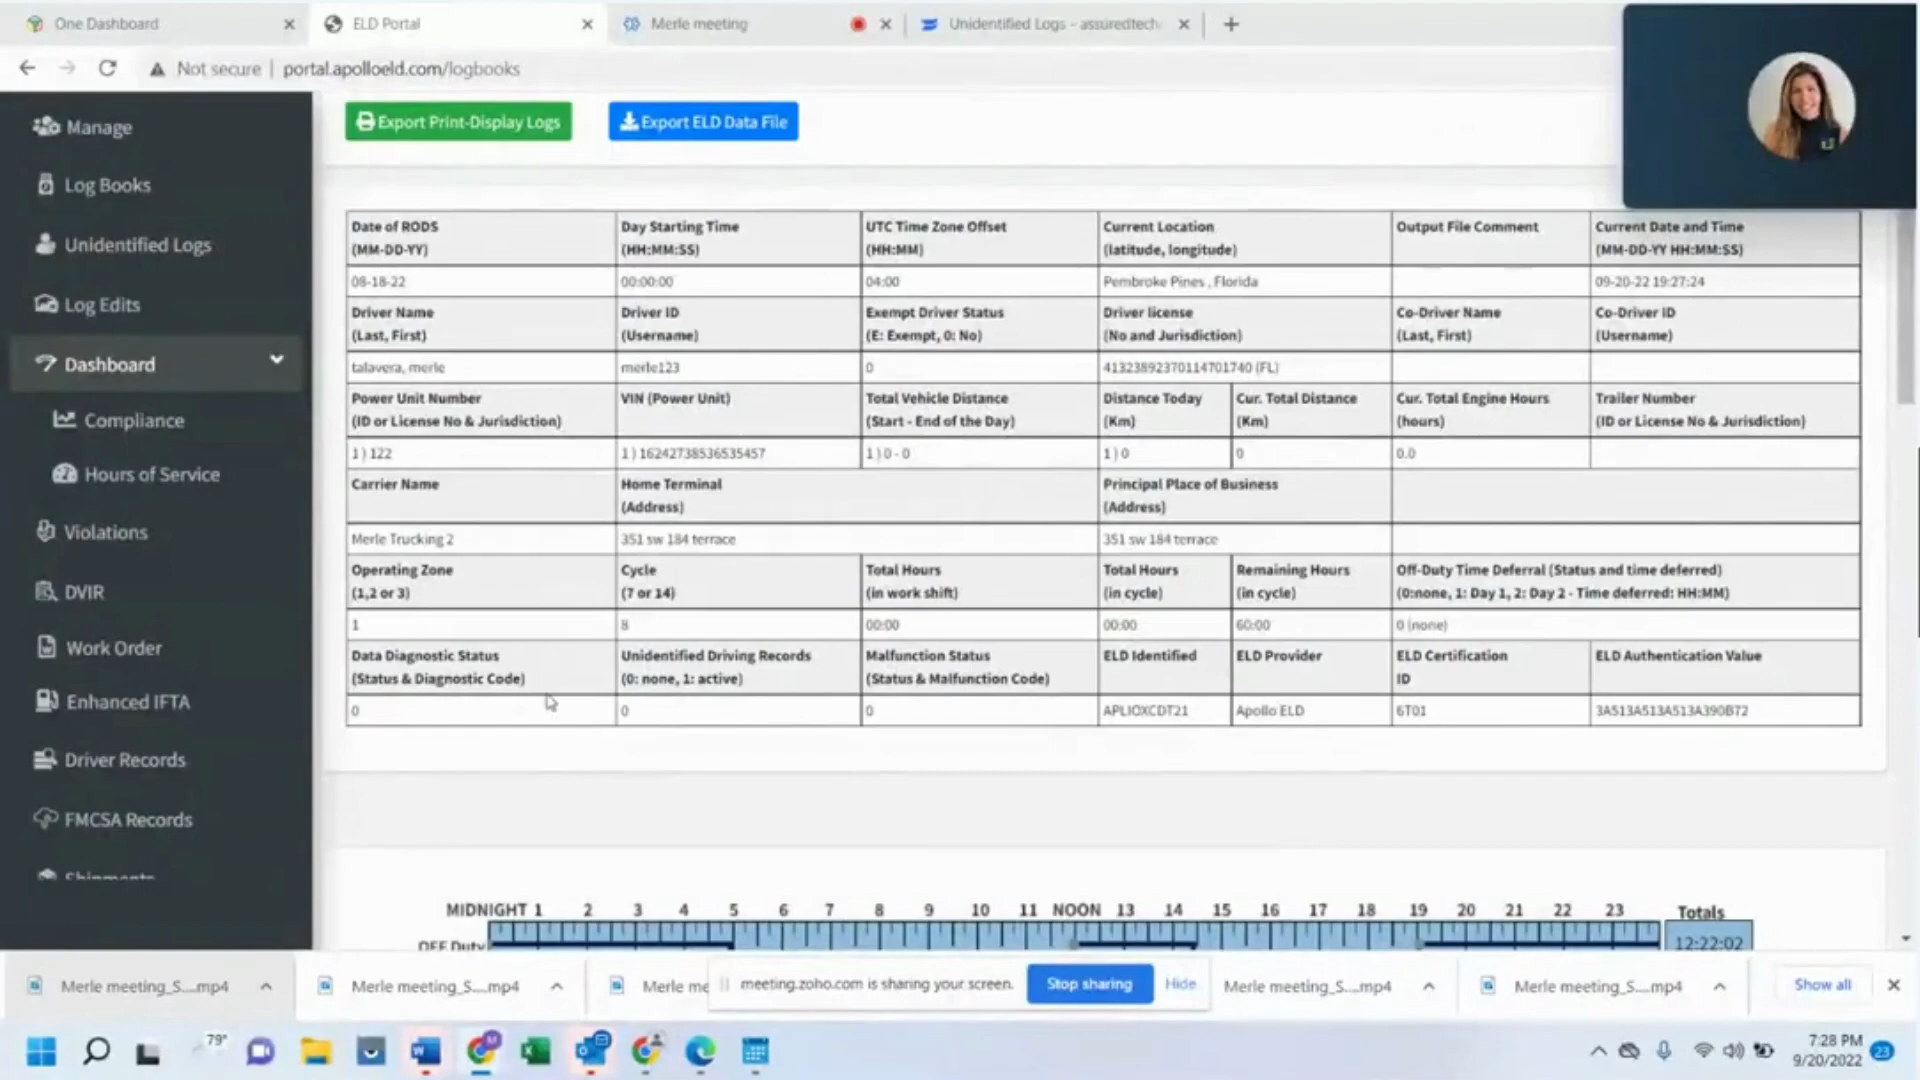 One Dashboard
ELD Portal
Merle meeting
Unidentified Logs - assuredtech
Not secure
portal.apolloeld.com/logbooks
Manage
Log Books
Unidentified Logs
Log Edits
Dashboard
Compliance
Hours of Service
Violations
DVIR
Work Order
Enhanced IFTA
Driver Records
FMCSA Records
Shipments
Export Print-Display Logs
Export ELD Data File
Date of RODS
(MM-DD-YY)
Day Starting Time
(HH:MM:SS)
UTC Time Zone Offset
(HH:MM)
Current Location
(latitude, longitude)
Output File Comment
Current Date and Time
(MM-DD-YY HH:MM:SS)
08-18-22
00:00:00
04:00
Pembroke Pines , Florida
09-20-22 19:27:24
Driver Name
(Last, First)
Driver ID
(Username)
Exempt Driver Status
(E: Exempt, 0: No)
Driver license
(No and Jurisdiction)
Co-Driver Name
(Last, First)
Co-Driver ID
(Username)
talavera, merle
merle123
0
41323892370114701740 (FL)
Power Unit Number
(ID or License No & Jurisdiction)
VIN (Power Unit)
Total Vehicle Distance
(Start - End of the Day)
Distance Today
(Km)
Cur. Total Distance
(Km)
Cur. Total Engine Hours
(hours)
Trailer Number
(ID or License No & Jurisdiction)
1 ) 122
1 ) 16242738536535457
1 ) 0 - 0
1 ) 0
0
0.0
Carrier Name
Home Terminal
(Address)
Principal Place of Business
(Address)
Merle Trucking 2
351 sw 184 terrace
351 sw 184 terrace
Operating Zone
(1,2 or 3)
Cycle
(7 or 14)
Total Hours
(in work shift)
Total Hours
(in cycle)
Remaining Hours
(in cycle)
Off-Duty Time Deferral (Status and time deferred)
(0:none, 1: Day 1, 2: Day 2 - Time deferred: HH:MM)
1
8
00:00
00:00
60:00
0 (none)
Data Diagnostic Status
(Status & Diagnostic Code)
Unidentified Driving Records
(0: none, 1: active)
Malfunction Status
(Status & Malfunction Code)
ELD Identified
ELD Provider
ELD Certification
ID
ELD Authentication Value
0
0
0
APLIOXCDT21
Apollo ELD
6T01
3A513A513A513A390B72
MIDNIGHT 1 2 3 4 5 6 7 8 9 10 11 NOON 13 14 15 16 17 18 19 20 21 22 23 Totals
OFF Duty
12:22:02
Merle meeting_S....mp4
Merle meeting_S....mp4
Merle me
meeting.zoho.com is sharing your screen.
Stop sharing
Hide
Merle meeting_S....mp4
Merle meeting_S....mp4
Show all
79°
7:28 PM
9/20/2022
23